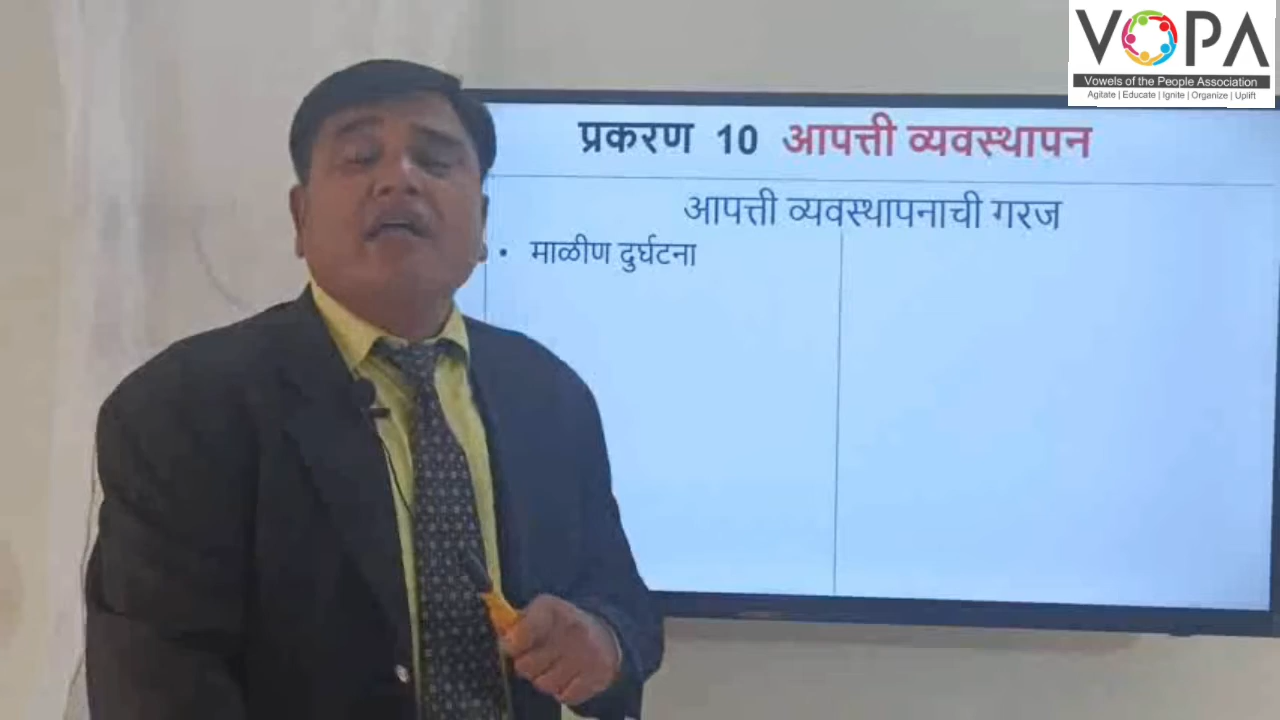 VOPA
Vowels of the People Association
Agitate | Educate | Ignite | Organize | Uplift
प्रकरण 10 आपत्ती व्यवस्थापन
आपत्ती व्यवस्थापनाची गरज
• माळीण दुर्घटना